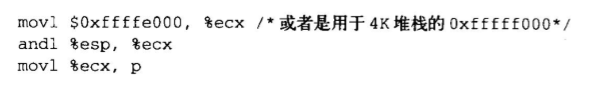 movl $0xffffe000, %ecx /*或者是用于4K堆栈的0xfffff000*/
andl %esp, %ecx
movl %ecx, p